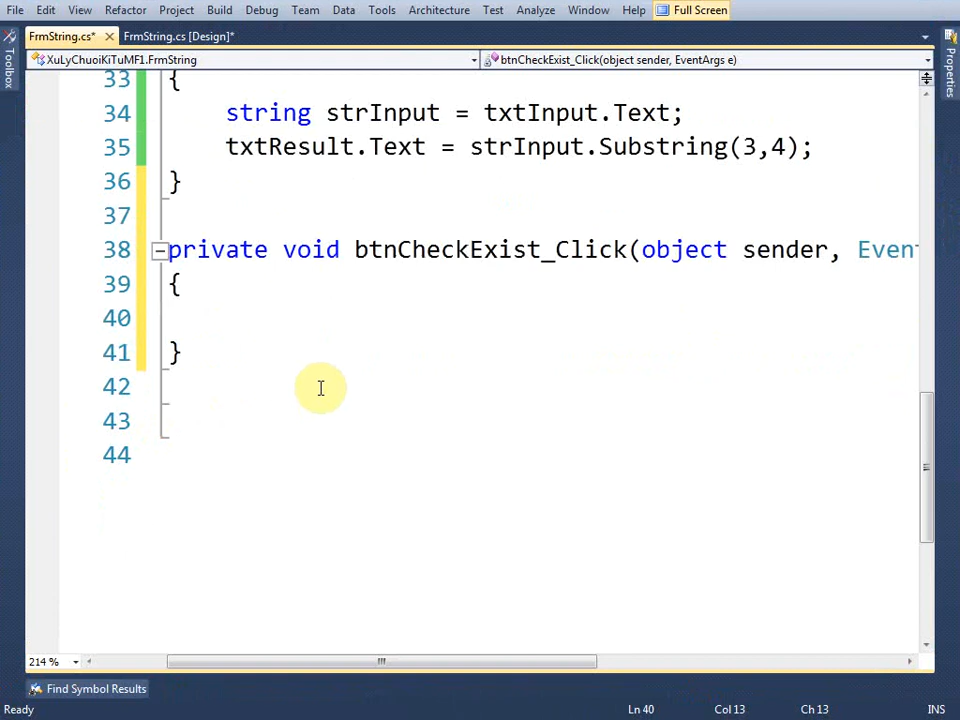 File Edit View Refactor Project Build Debug Team Data Tools Architecture Test Analyze Window Help Full Screen
FrmString.cs* FrmString.cs [Design]*
XuLyChuoiKiTuMF1.FrmString btnCheckExist_Click(object sender, EventArgs e)
Toolbox
Properties
33 {
34 string strInput = txtInput.Text;
35 txtResult.Text = strInput.Substring(3,4);
36 }
37
38 private void btnCheckExist_Click(object sender, Even
39 {
40
41 }
42
43
44
214 %
Find Symbol Results
Ready Ln 40 Col 13 Ch 13 INS